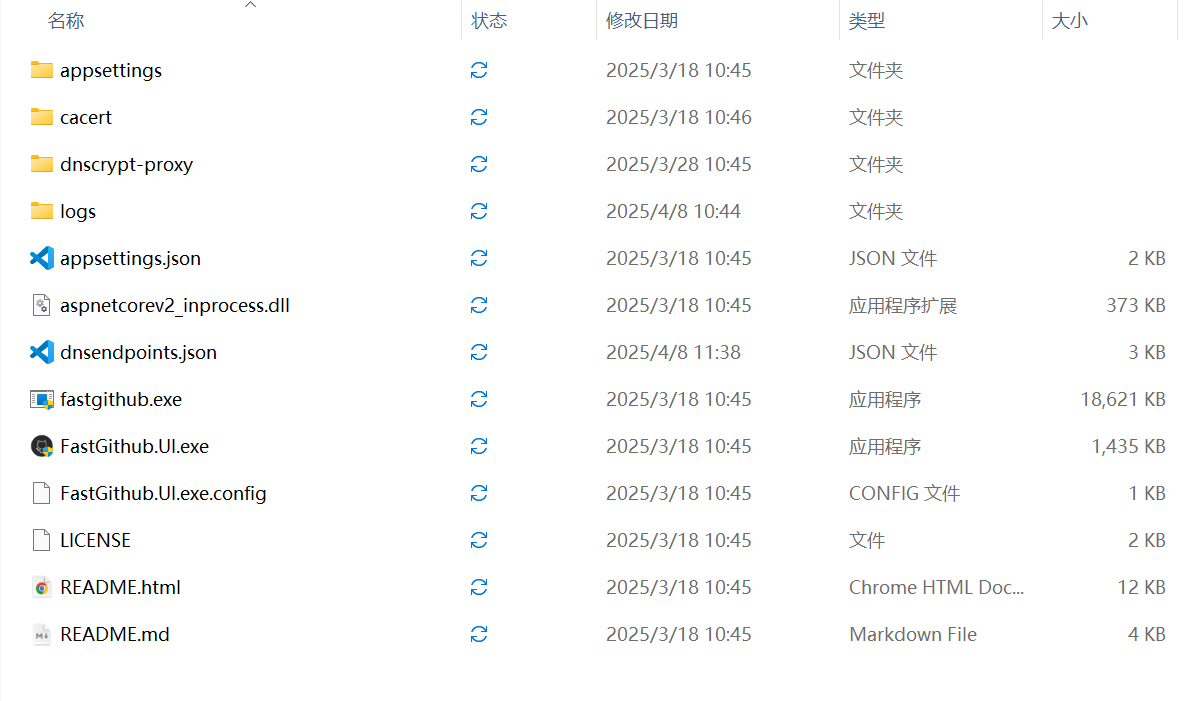 名称 状态 修改日期 类型 大小
appsettings 2025/3/18 10:45 文件夹
cacert 2025/3/18 10:46 文件夹
dnscrypt-proxy 2025/3/28 10:45 文件夹
logs 2025/4/8 10:44 文件夹
appsettings.json 2025/3/18 10:45 JSON 文件 2 KB
aspnetcorev2_inprocess.dll 2025/3/18 10:45 应用程序扩展 373 KB
dnsendpoints.json 2025/4/8 11:38 JSON 文件 3 KB
fastgithub.exe 2025/3/18 10:45 应用程序 18,621 KB
FastGithub.UI.exe 2025/3/18 10:45 应用程序 1,435 KB
FastGithub.UI.exe.config 2025/3/18 10:45 CONFIG 文件 1 KB
LICENSE 2025/3/18 10:45 文件 2 KB
README.html 2025/3/18 10:45 Chrome HTML Doc... 12 KB
README.md 2025/3/18 10:45 Markdown File 4 KB